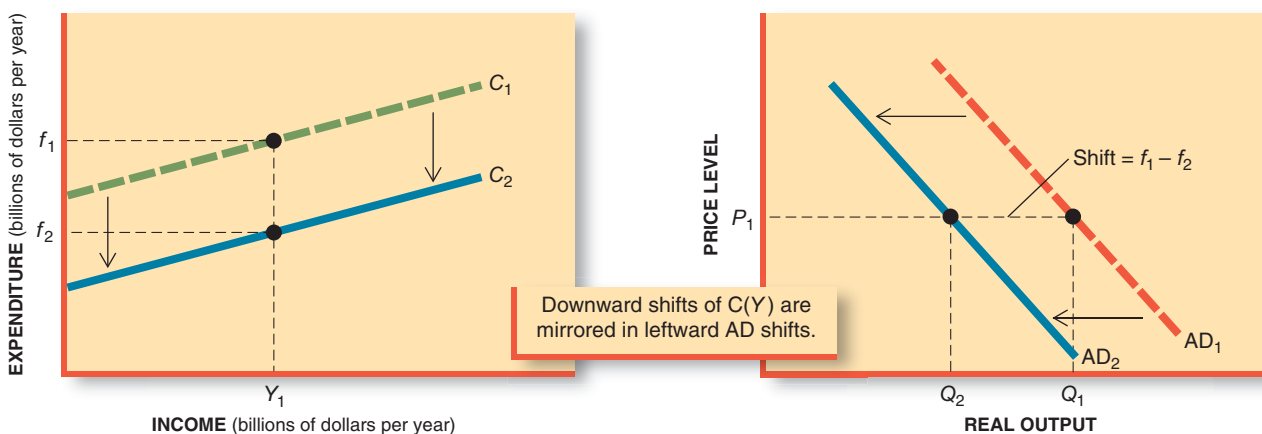 EXPENDITURE (billions of dollars per year)
C1
f1
C2
f2
Y1
INCOME (billions of dollars per year)
Downward shifts of C(Y) are
mirrored in leftward AD shifts.
PRICE LEVEL
Shift = f1 – f2
P1
AD1
AD2
Q2 Q1
REAL OUTPUT